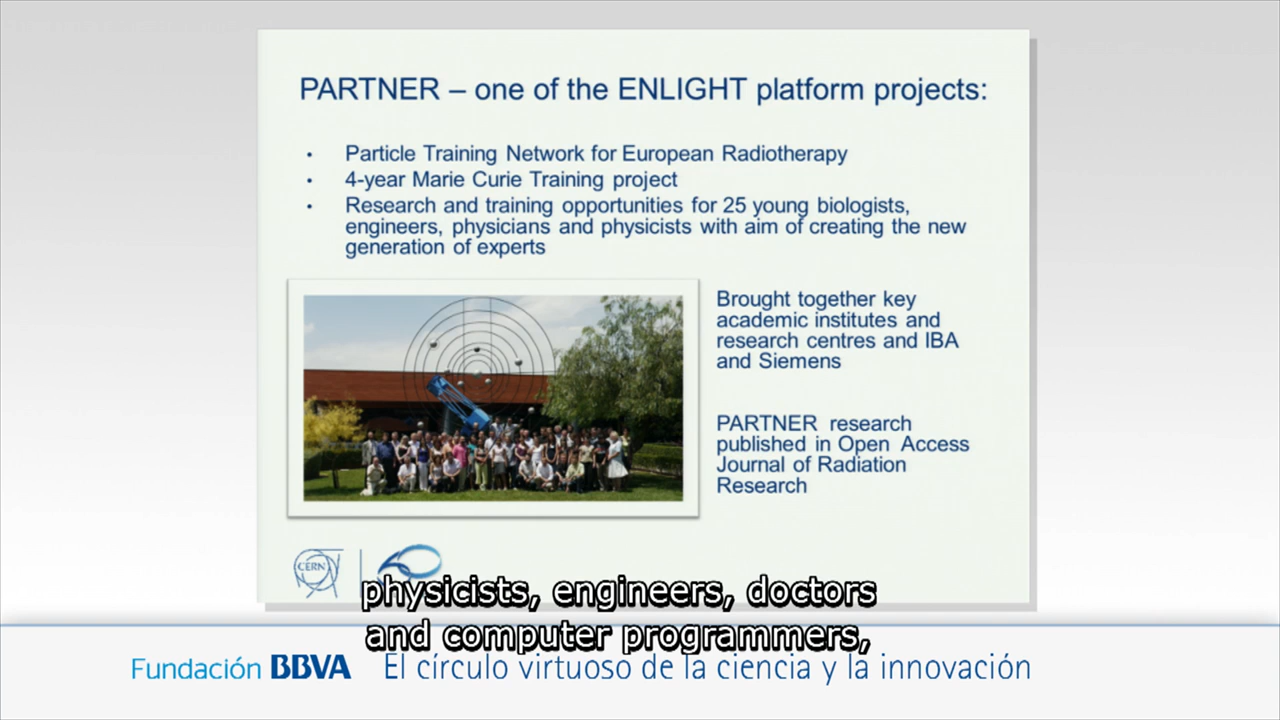 PARTNER – one of the ENLIGHT platform projects:
• Particle Training Network for European Radiotherapy
• 4-year Marie Curie Training project
• Research and training opportunities for 25 young biologists,
engineers, physicians and physicists with aim of creating the new
generation of experts
Brought together key
academic institutes and
research centres and IBA
and Siemens
PARTNER research
published in Open Access
Journal of Radiation
Research
CERN
60
physicists, engineers, doctors
and computer programmers,
Fundación BBVA El círculo virtuoso de la ciencia y la innovación